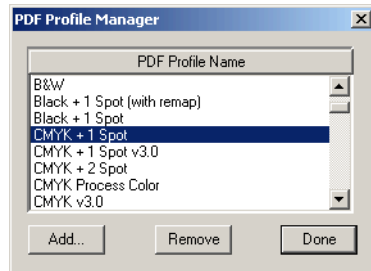 PDF Profile Manager
PDF Profile Name
B&W
Black + 1 Spot (with remap)
Black + 1 Spot
CMYK + 1 Spot
CMYK + 1 Spot v3.0
CMYK + 2 Spot
CMYK Process Color
CMYK v3.0
Add... Remove Done